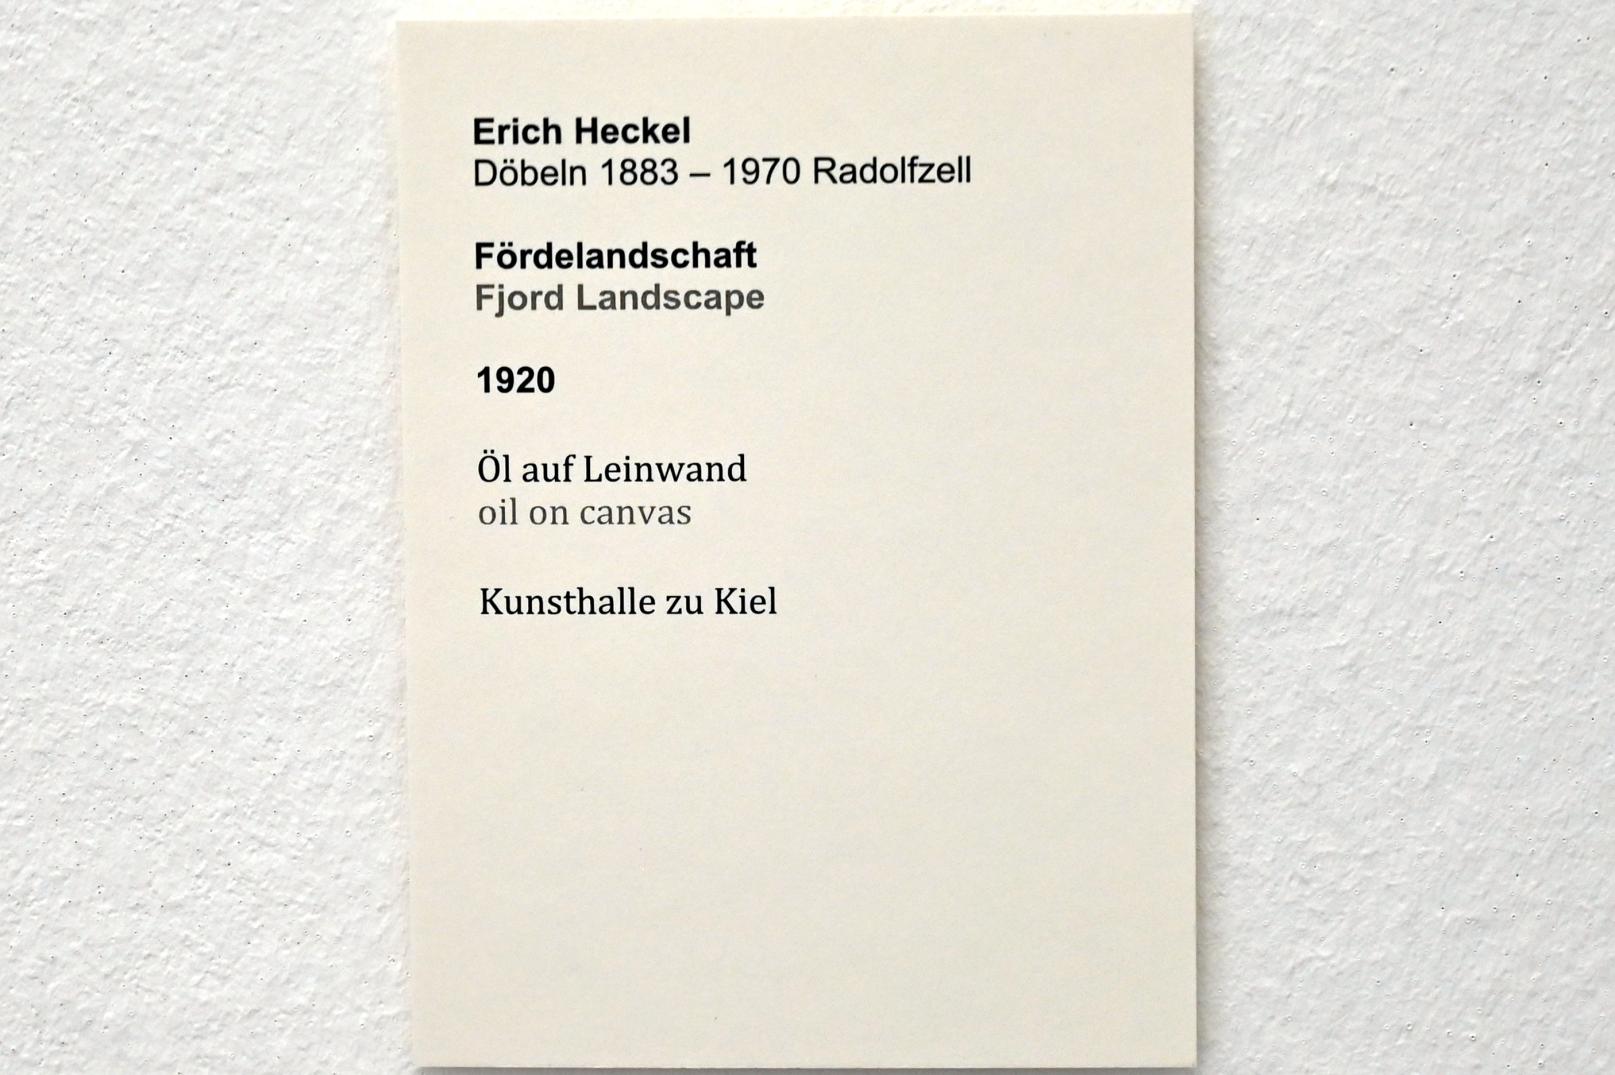 Erich Heckel
Döbeln 1883 – 1970 Radolfzell
Fördelandschaft
Fjord Landscape
1920
Öl auf Leinwand
oil on canvas
Kunsthalle zu Kiel